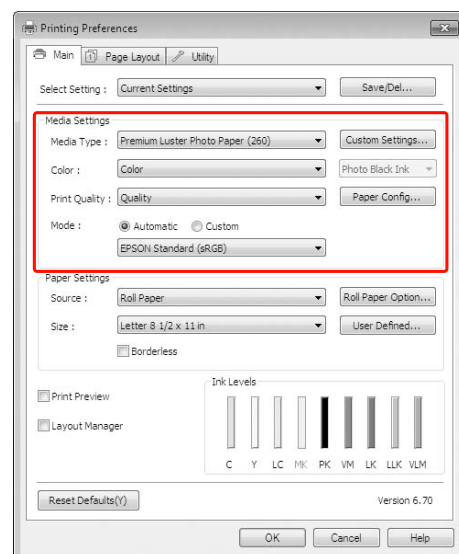 Printing Preferences
Main Page Layout Utility
Select Setting : Current Settings Save/Del...
Media Settings
Media Type : Premium Luster Photo Paper (260) Custom Settings...
Color : Color Photo Black Ink
Print Quality : Quality Paper Config...
Mode : Automatic Custom
EPSON Standard (sRGB)
Paper Settings
Source : Roll Paper Roll Paper Option...
Size : Letter 8 1/2 x 11 in User Defined...
Borderless
Ink Levels
Print Preview
Layout Manager
C Y LC MK PK VM LK LLK VLM
Reset Defaults(Y) Version 6.70
OK Cancel Help